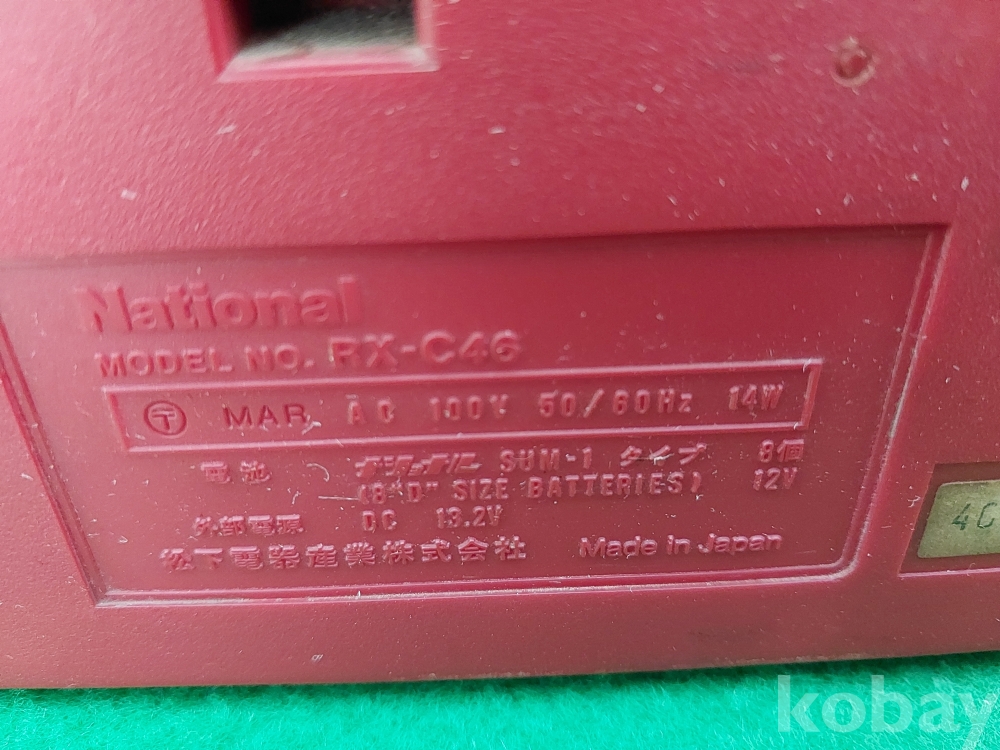 National
MODEL NO. RX-C46
〒 MAR AC 100V 50/60Hz 14W
電池 ナショナル SUM-1 タイプ 8個
(8 "D" SIZE BATTERIES) 12V
外部電源 DC 13.2V
松下電器産業株式会社 Made in Japan
4C
kobay